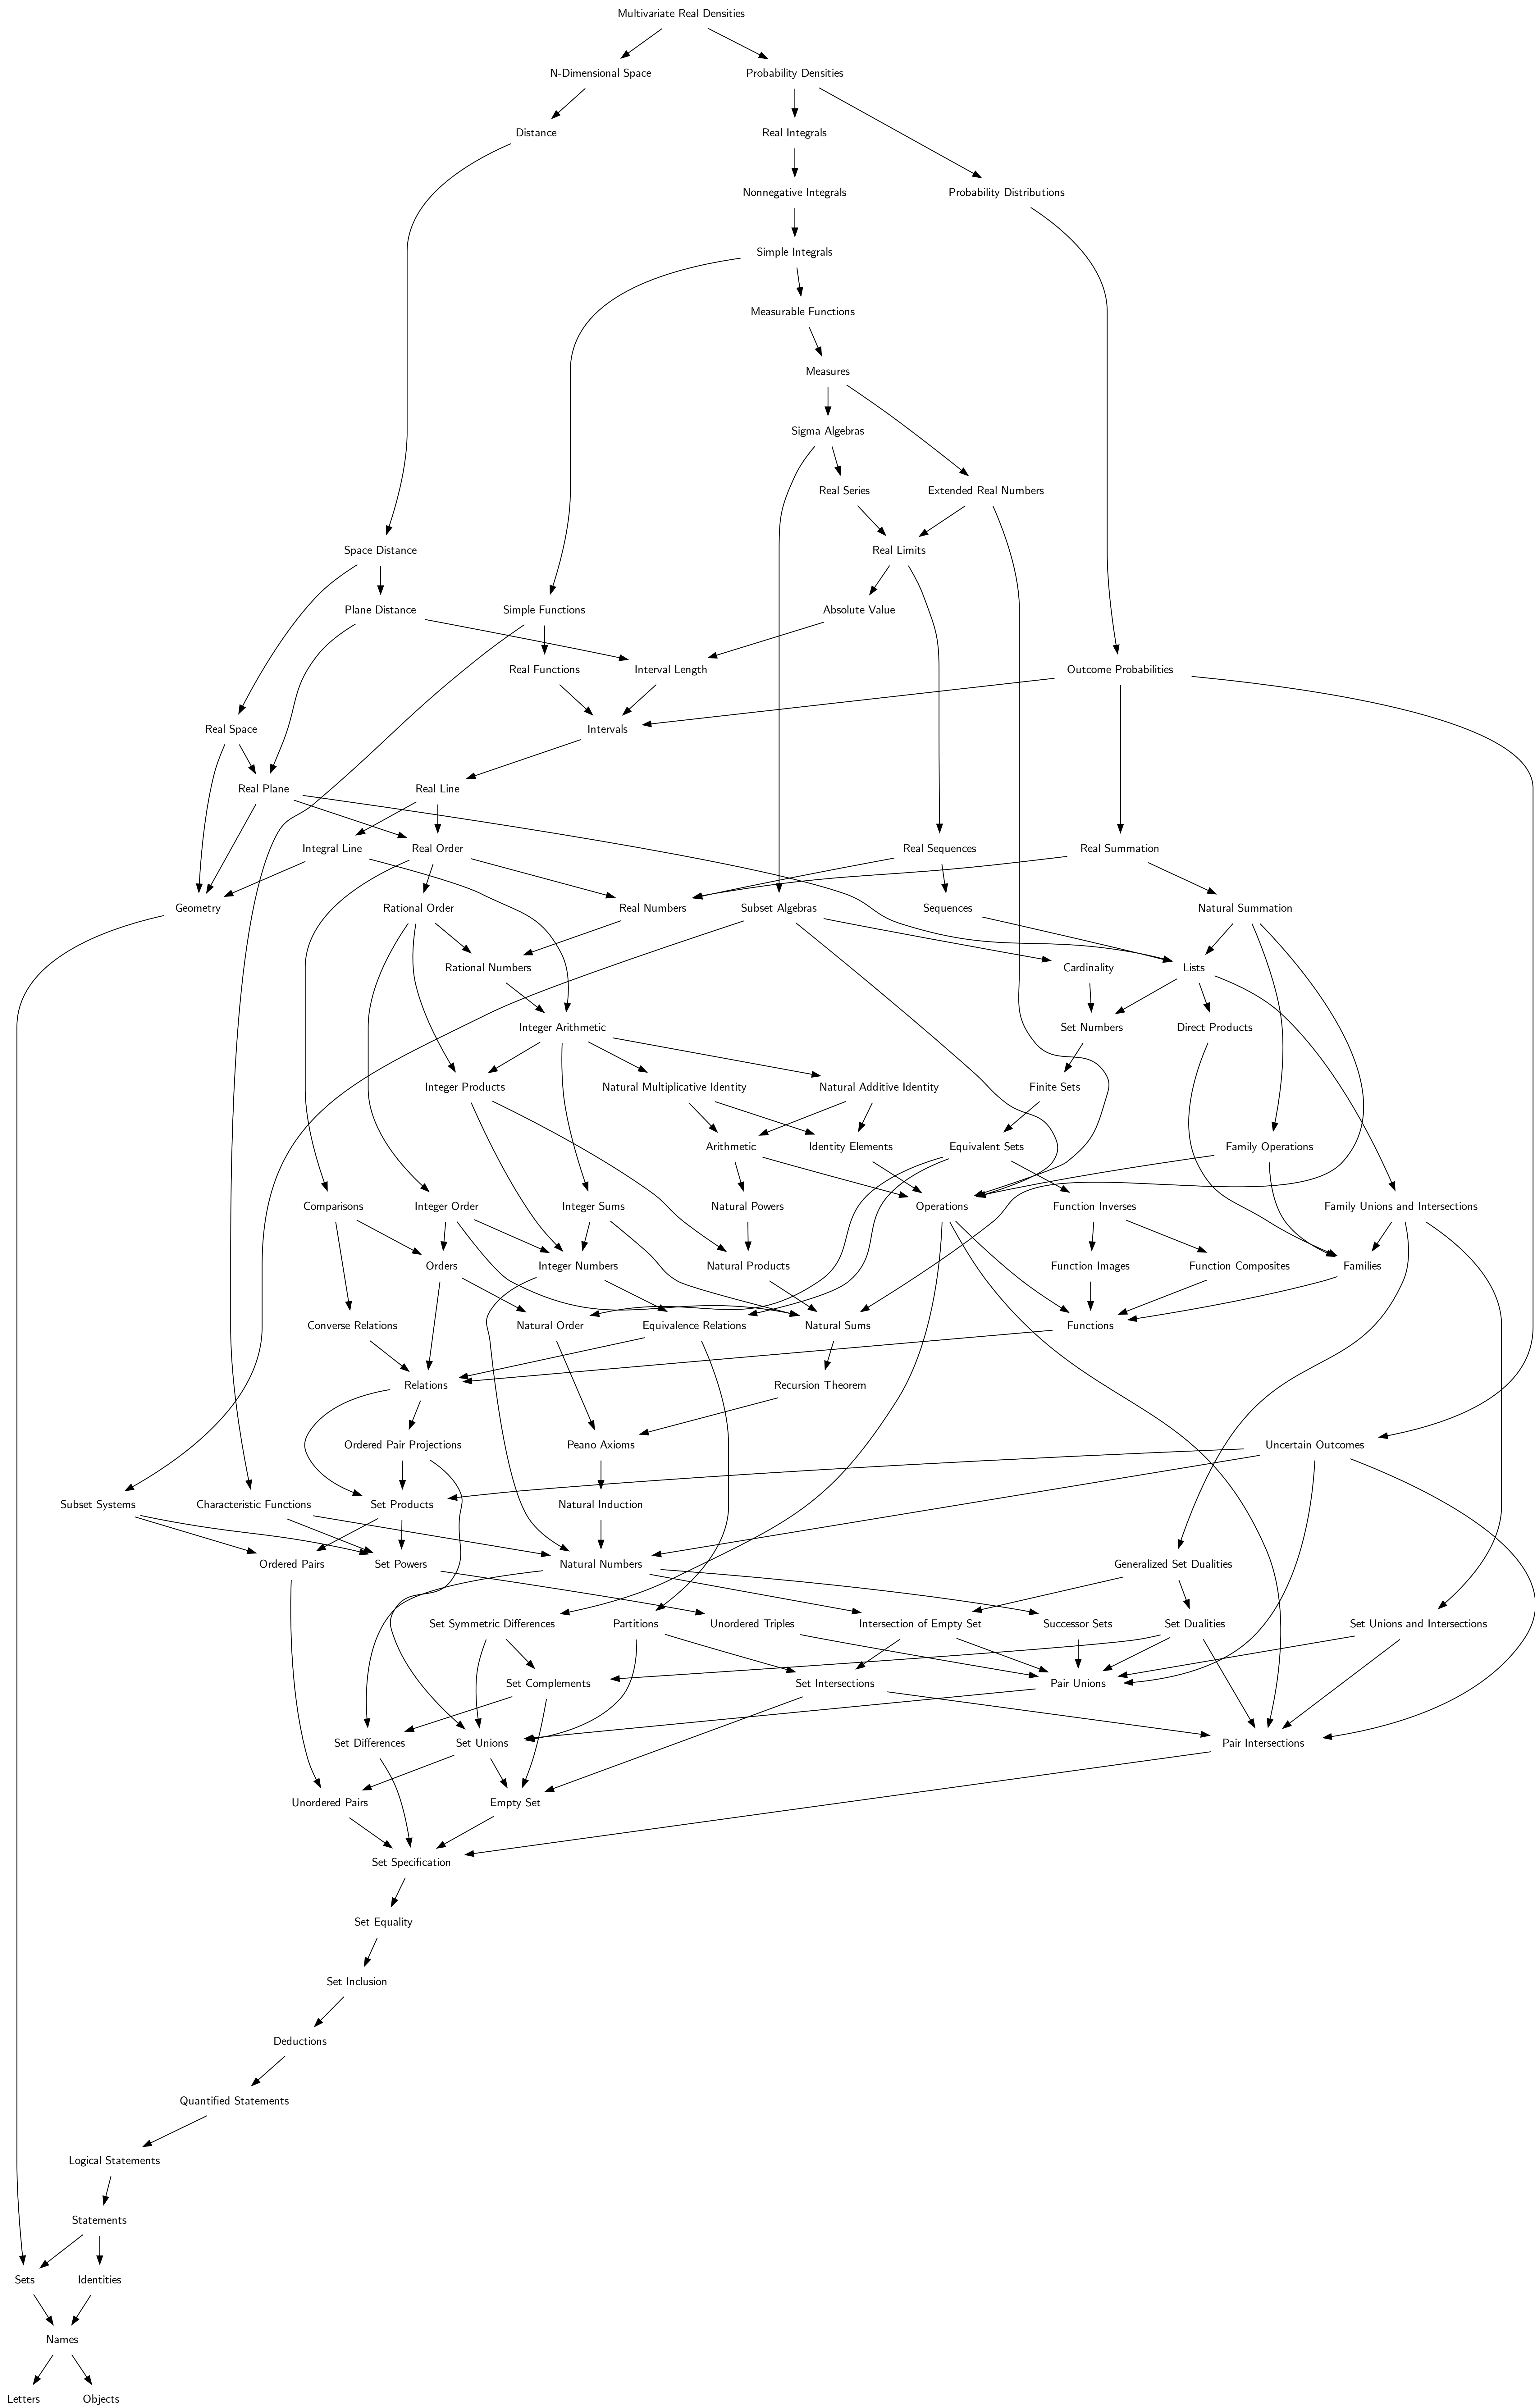 Multivariate Real Densities
N-Dimensional Space
Probability Densities
Distance
Real Integrals
Nonnegative Integrals
Probability Distributions
Simple Integrals
Measurable Functions
Measures
Sigma Algebras
Real Series
Extended Real Numbers
Space Distance
Real Limits
Plane Distance
Simple Functions
Absolute Value
Real Functions
Interval Length
Outcome Probabilities
Real Space
Intervals
Real Plane
Real Line
Integral Line
Real Order
Real Sequences
Real Summation
Geometry
Rational Order
Real Numbers
Subset Algebras
Sequences
Natural Summation
Rational Numbers
Cardinality
Lists
Integer Arithmetic
Set Numbers
Direct Products
Integer Products
Natural Multiplicative Identity
Natural Additive Identity
Finite Sets
Arithmetic
Identity Elements
Equivalent Sets
Family Operations
Comparisons
Integer Order
Integer Sums
Natural Powers
Operations
Function Inverses
Family Unions and Intersections
Orders
Integer Numbers
Natural Products
Function Images
Function Composites
Families
Converse Relations
Natural Order
Equivalence Relations
Natural Sums
Functions
Relations
Recursion Theorem
Ordered Pair Projections
Peano Axioms
Uncertain Outcomes
Subset Systems
Characteristic Functions
Set Products
Natural Induction
Ordered Pairs
Set Powers
Natural Numbers
Generalized Set Dualities
Set Symmetric Differences
Partitions
Unordered Triples
Intersection of Empty Set
Successor Sets
Set Dualities
Set Unions and Intersections
Set Complements
Set Intersections
Pair Unions
Set Differences
Set Unions
Pair Intersections
Unordered Pairs
Empty Set
Set Specification
Set Equality
Set Inclusion
Deductions
Quantified Statements
Logical Statements
Statements
Sets
Identities
Names
Letters
Objects